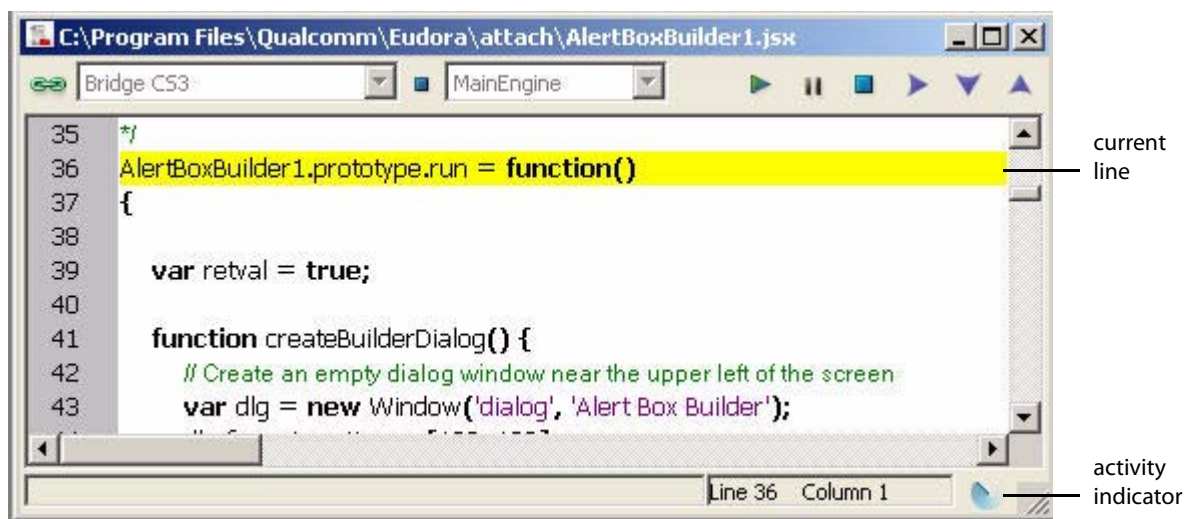 C:\Program Files\Qualcomm\Eudora\attach\AlertBoxBuilder1.jsx
Bridge CS3 MainEngine
35 */
36 AlertBoxBuilder1.prototype.run = function()
37 {
38
39 var retval = true;
40
41 function createBuilderDialog() {
42 // Create an empty dialog window near the upper left of the screen
43 var dlg = new Window('dialog', 'Alert Box Builder');
current
line
Line 36 Column 1
activity
indicator